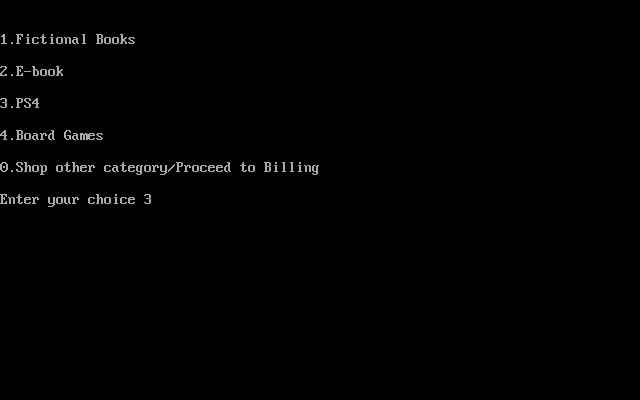 1.Fictional Books
2.E-book
3.PS4
4.Board Games
0.Shop other category/Proceed to Billing
Enter your choice 3